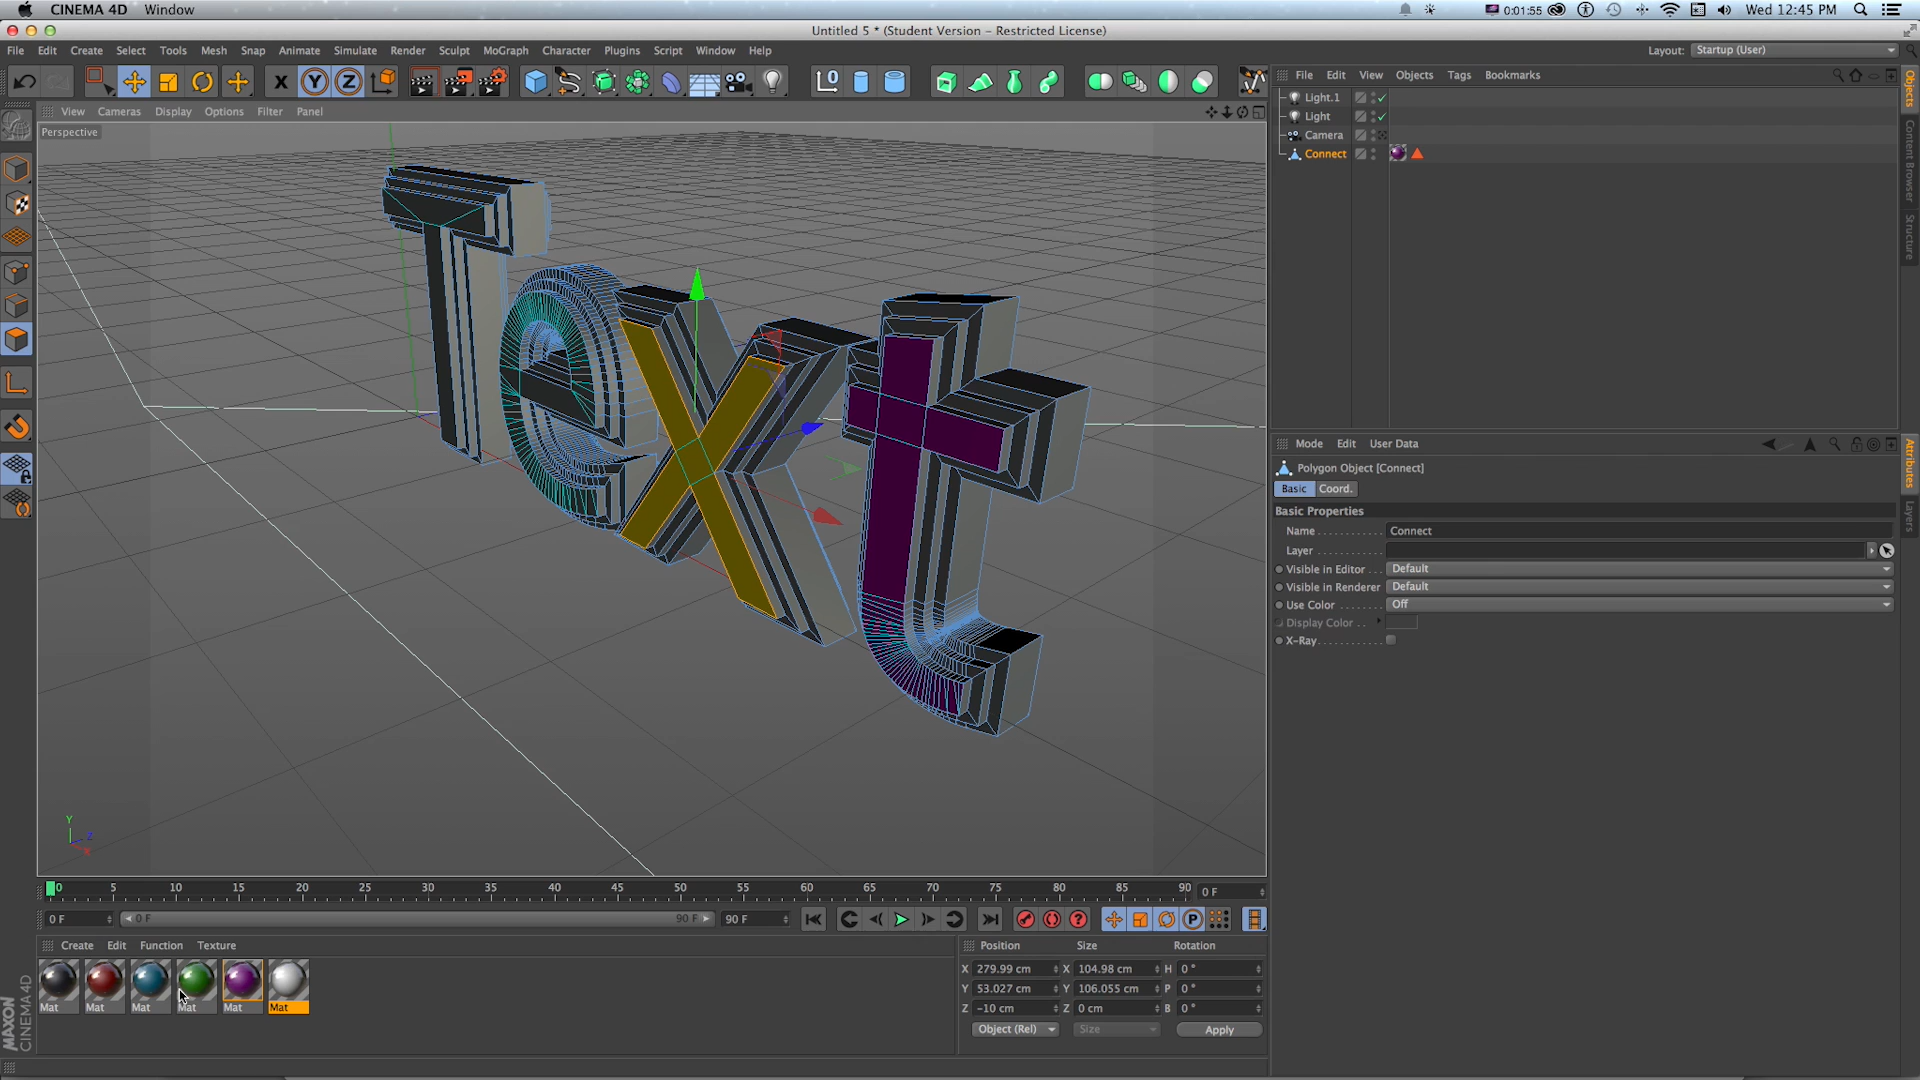 CINEMA 4D Window
0:01:55 Wed 12:45 PM
Untitled 5 * (Student Version – Restricted License)
File Edit Create Select Tools Mesh Snap Animate Simulate Render Sculpt MoGraph Character Plugins Script Window Help
Layout: Startup (User)
X Y Z
File Edit View Objects Tags Bookmarks
View Cameras Display Options Filter Panel
Perspective
Light.1
Light
Camera
Connect
Objects
Content Browser
Structure
Text
Mode Edit User Data
Polygon Object [Connect]
Basic Coord.
Basic Properties
Name Connect
Layer
Visible in Editor Default
Visible in Renderer Default
Use Color Off
Display Color
X-Ray
Attributes
Layers
Y
Z
X
0 5 10 15 20 25 30 35 40 45 50 55 60 65 70 75 80 85 90 0 F
0 F 0 F 90 F 90 F
P
Create Edit Function Texture
Mat Mat Mat Mat Mat Mat
Position Size Rotation
X 279.99 cm X 104.98 cm H 0 °
Y 53.027 cm Y 106.055 cm P 0 °
Z -10 cm Z 0 cm B 0 °
Object (Rel) Size Apply
MAXON
CINEMA 4D